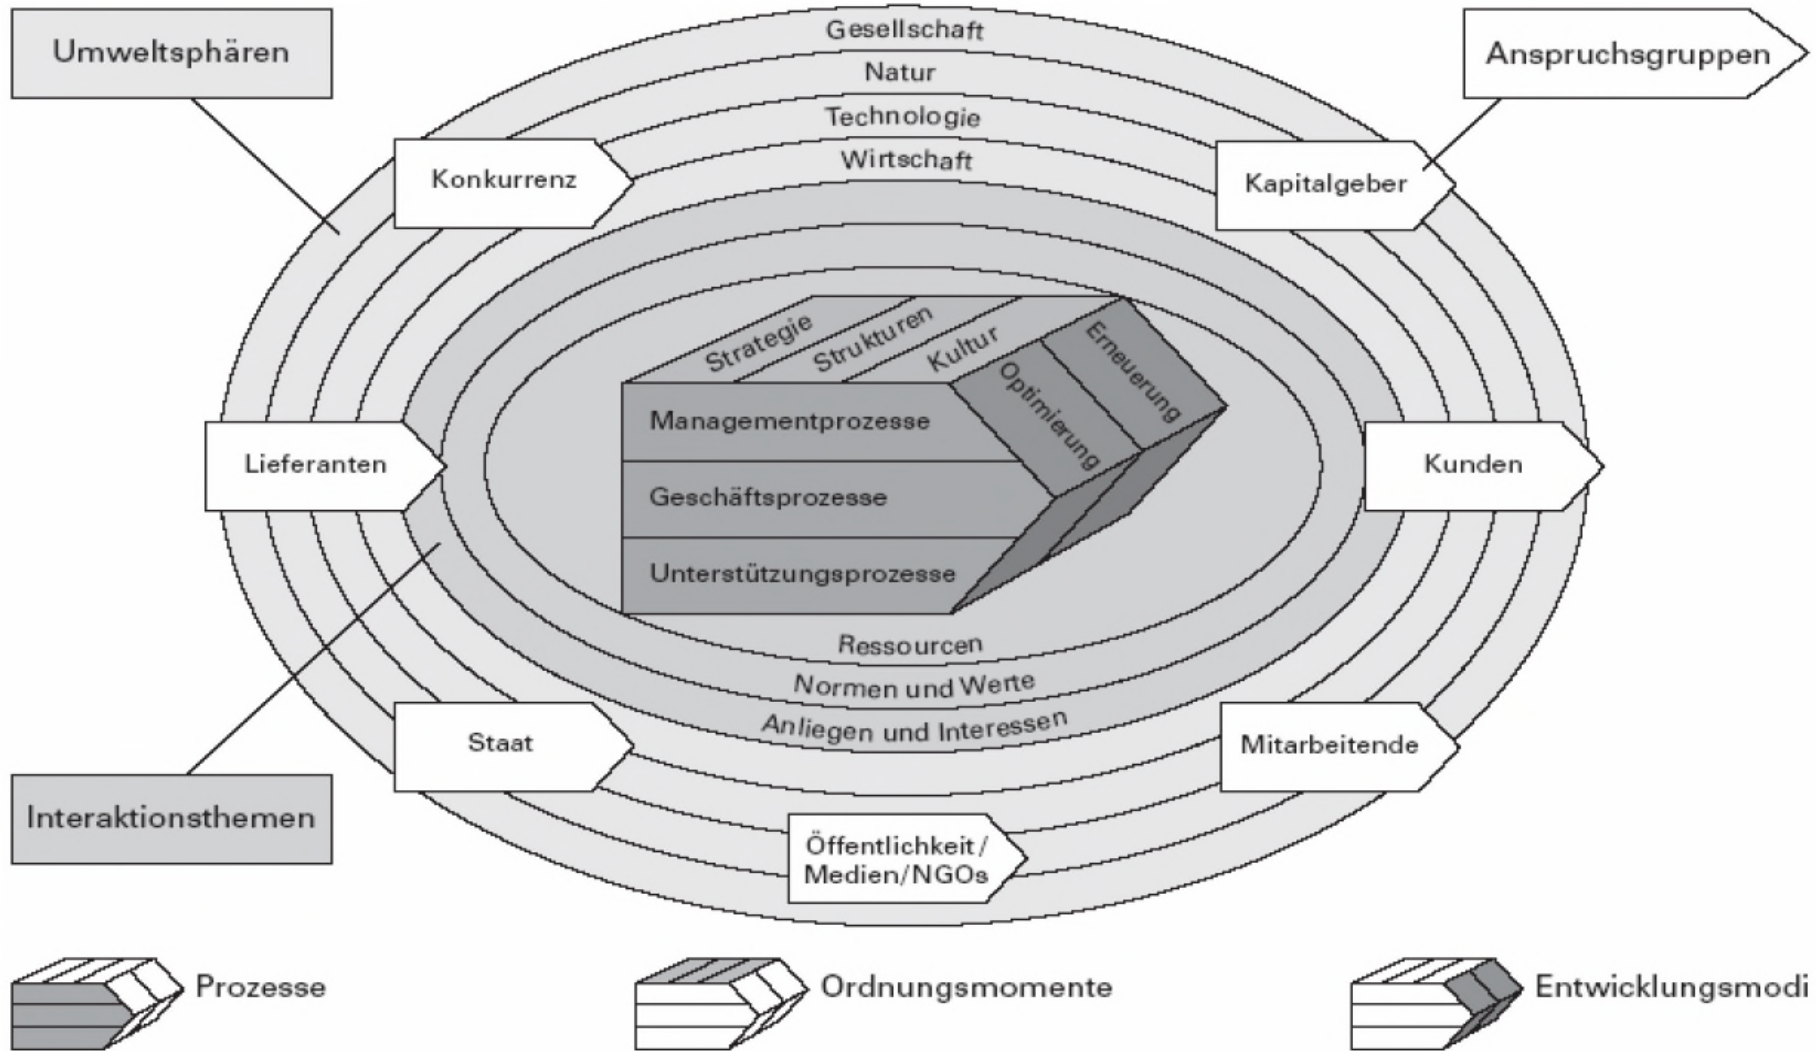 Umweltsphären
Gesellschaft
Anspruchsgruppen
Natur
Technologie
Wirtschaft
Konkurrenz
Kapitalgeber
Strategie
Strukturen
Kultur
Erneuerung
Optimierung
Managementprozesse
Lieferanten
Kunden
Geschäftsprozesse
Unterstützungsprozesse
Ressourcen
Normen und Werte
Anliegen und Interessen
Staat
Mitarbeitende
Interaktionsthemen
Öffentlichkeit/
Medien/NGOs
Prozesse
Ordnungsmomente
Entwicklungsmodi